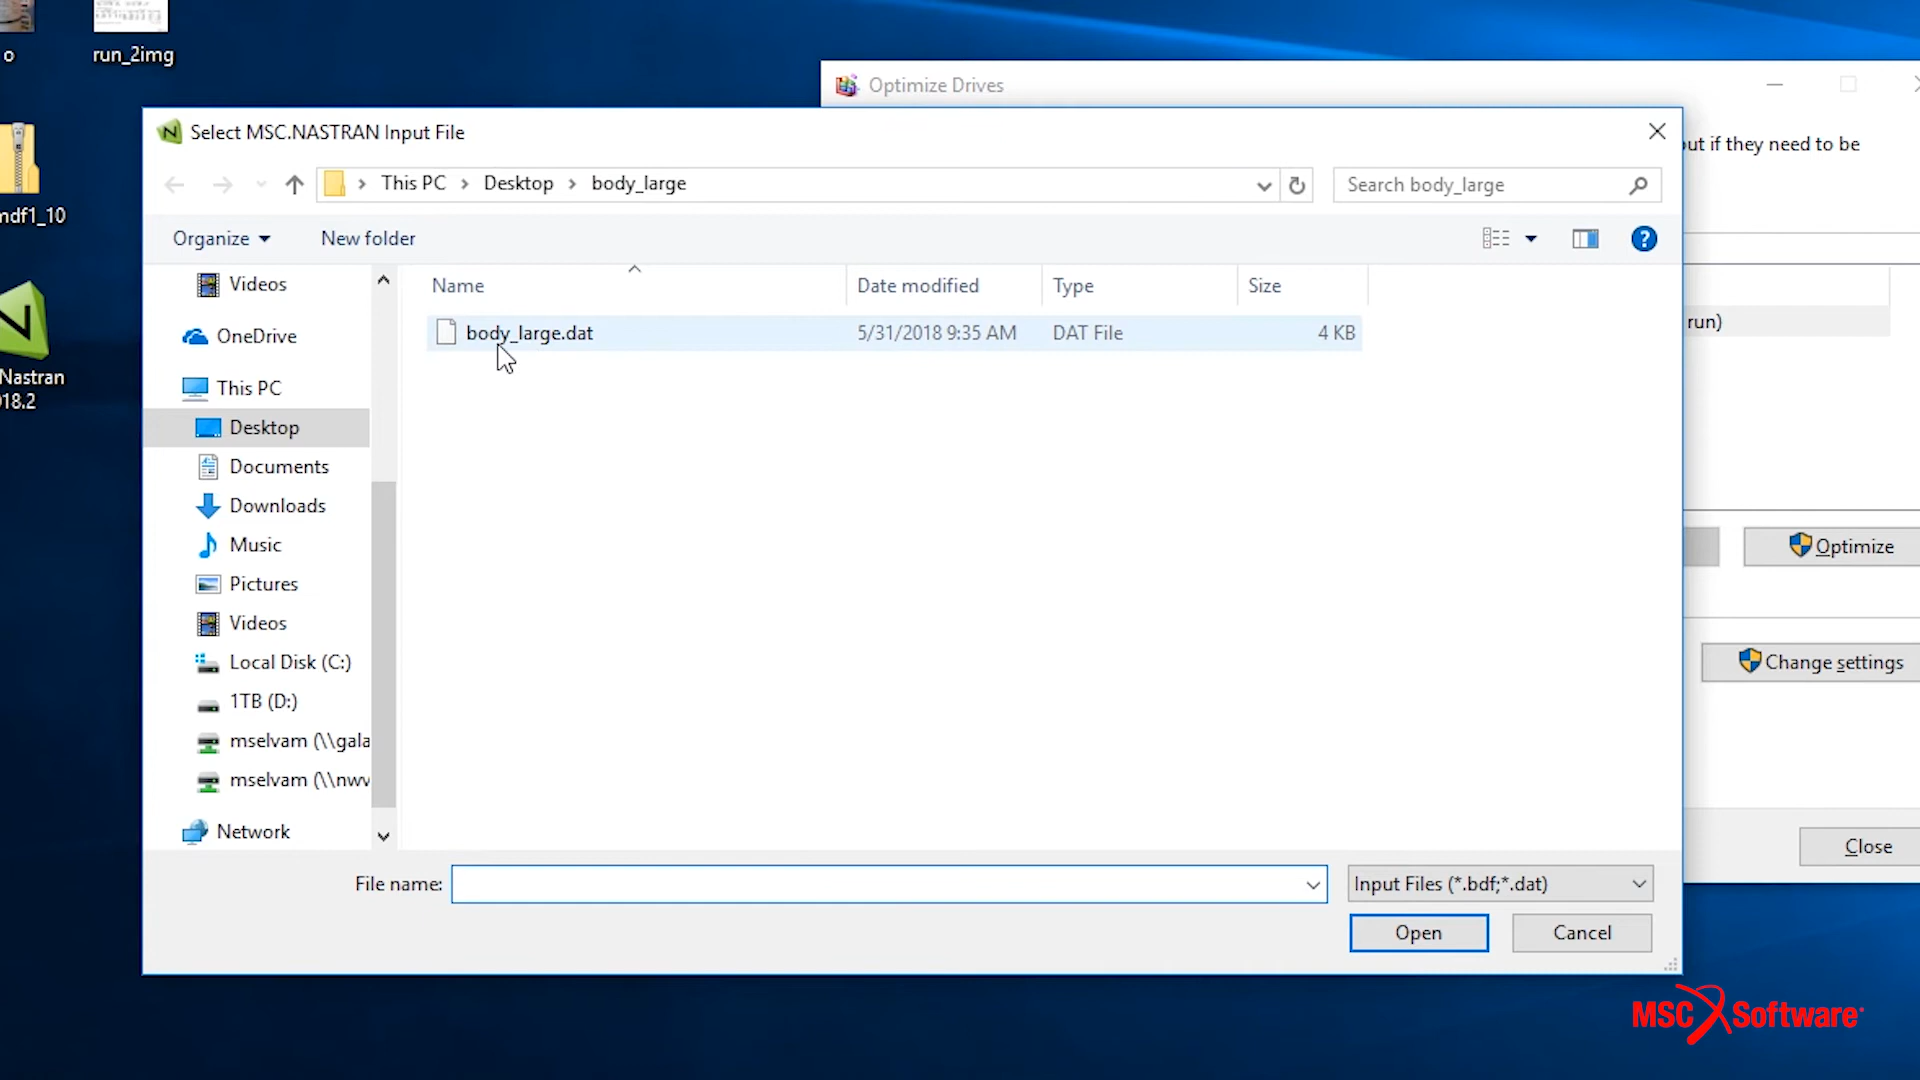 o
run_2img
mdf1_10
Nastran
018.2
Optimize Drives
out if they need to be
run)
Optimize
Change settings
Close
Select MSC.NASTRAN Input File
This PC
Desktop
body_large
Search body_large
Organize
New folder
?
Videos
OneDrive
This PC
Desktop
Documents
Downloads
Music
Pictures
Videos
Local Disk (C:)
1TB (D:)
mselvam (\\gala
mselvam (\\nwv
Network
Name
Date modified
Type
Size
body_large.dat
5/31/2018 9:35 AM
DAT File
4 KB
File name:
Input Files (*.bdf;*.dat)
Open
Cancel
MSC Software